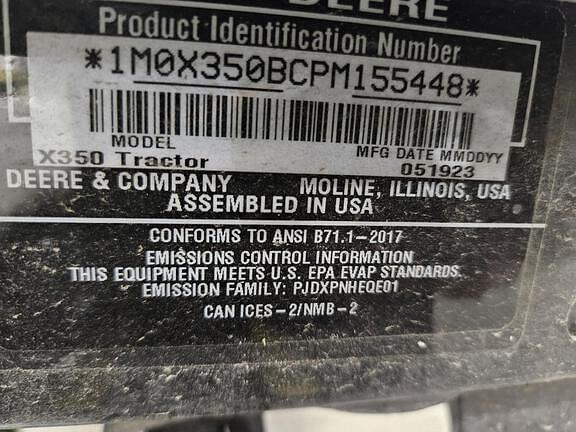 DEERE
Product Identification Number
*1M0X350BCPM155448*
MODEL MFG DATE MMDDYY
X350 Tractor 051923
DEERE & COMPANY MOLINE, ILLINOIS, USA
ASSEMBLED IN USA
CONFORMS TO ANSI B71.1-2017
EMISSIONS CONTROL INFORMATION
THIS EQUIPMENT MEETS U.S. EPA EVAP STANDARDS.
EMISSION FAMILY: PJDXPNHEQE01
CAN ICES-2/NMB-2